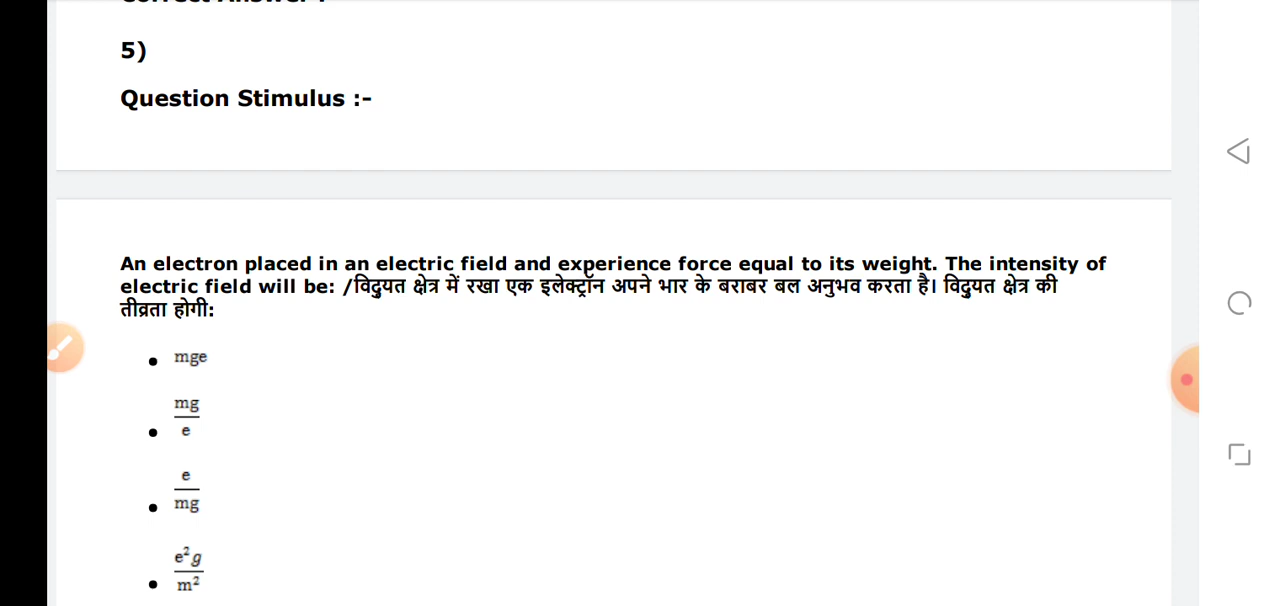 5)
Question Stimulus :-
An electron placed in an electric field and experience force equal to its weight. The intensity of
electric field will be: /विद्युत क्षेत्र में रखा एक इलेक्ट्रॉन अपने भार के बराबर बल अनुभव करता है। विद्युत क्षेत्र की
तीव्रता होगी:
• mge
• mg/e
• e/mg
• e²g/m²